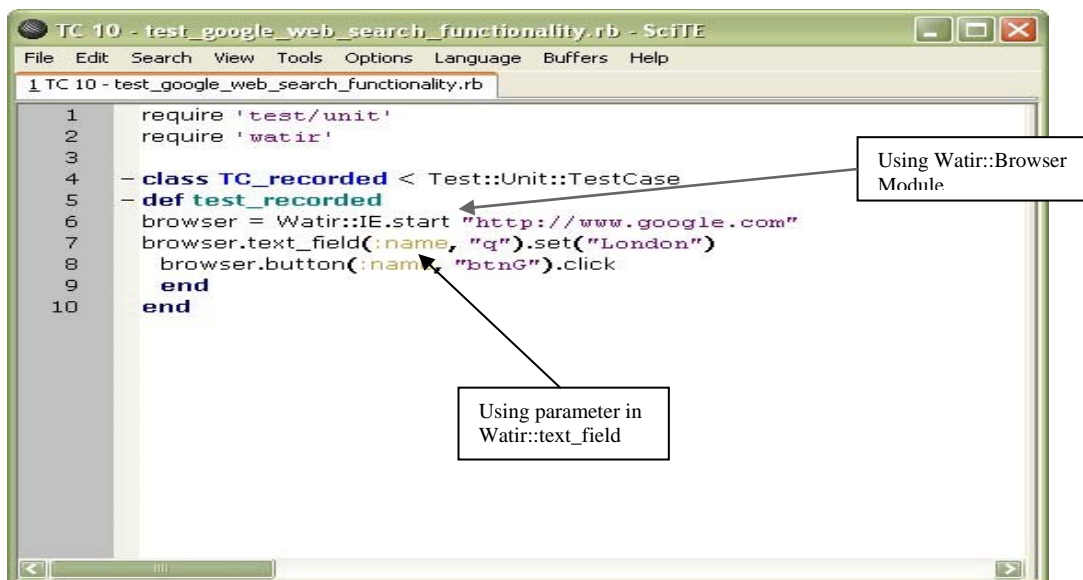 TC 10 - test_google_web_search_functionality.rb - SciTE
File Edit Search View Tools Options Language Buffers Help
1 TC 10 - test_google_web_search_functionality.rb
1 require 'test/unit'
2 require 'watir'
3
4 class TC_recorded < Test::Unit::TestCase
5 def test_recorded
6 browser = Watir::IE.start "http://www.google.com"
7 browser.text_field(:name, "q").set("London")
8 browser.button(:name, "btnG").click
9 end
10 end
Using Watir::Browser
Module
Using parameter in
Watir::text_field